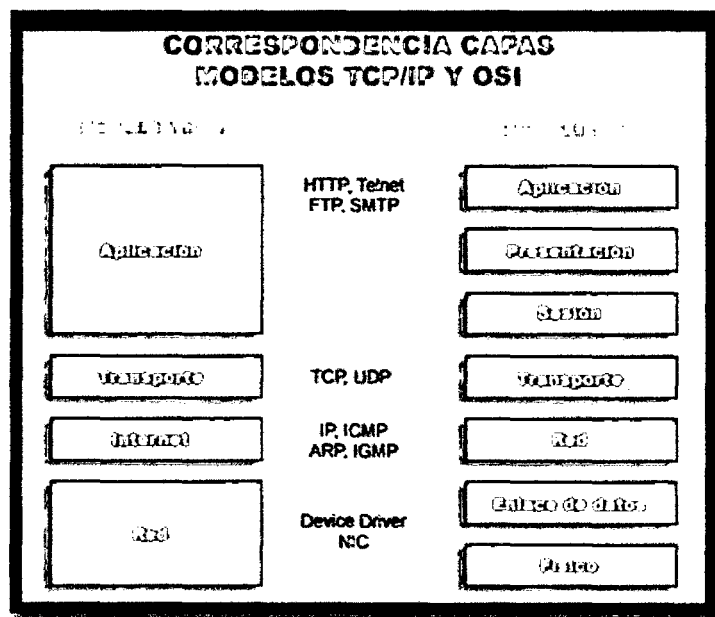 CORRESPONDENCIA CAPAS
MODELOS TCP/IP Y OSI
HTTP, Telnet
FTP, SMTP
Aplicación
Aplicación
Presentación
Sesión
Transporte
TCP, UDP
Transporte
Internet
IP, ICMP
ARP, IGMP
Red
Red
Device Driver
NIC
Enlace de datos
Físico